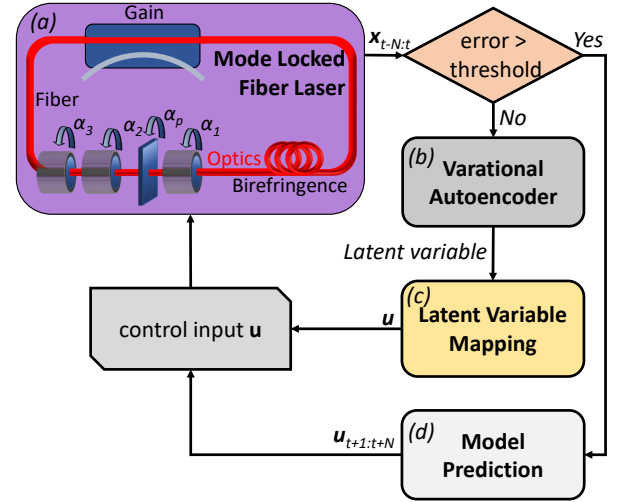 (a)
Gain
Mode Locked
Fiber Laser
Fiber
α3
α2
αp
α1
Optics
Birefringence
xt-N:t
error >
threshold
Yes
No
(b)
Varational
Autoencoder
Latent variable
(c)
Latent Variable
Mapping
u
control input u
ut+1:t+N
(d)
Model
Prediction